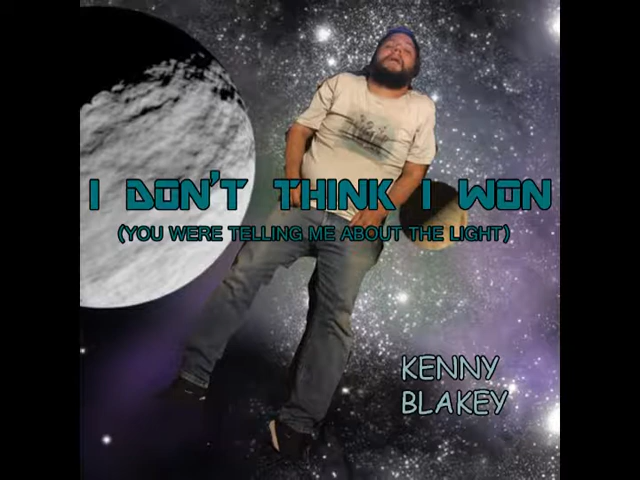 I DON'T THINK I WON
(YOU WERE TELLING ME ABOUT THE LIGHT)
KENNY
BLAKEY